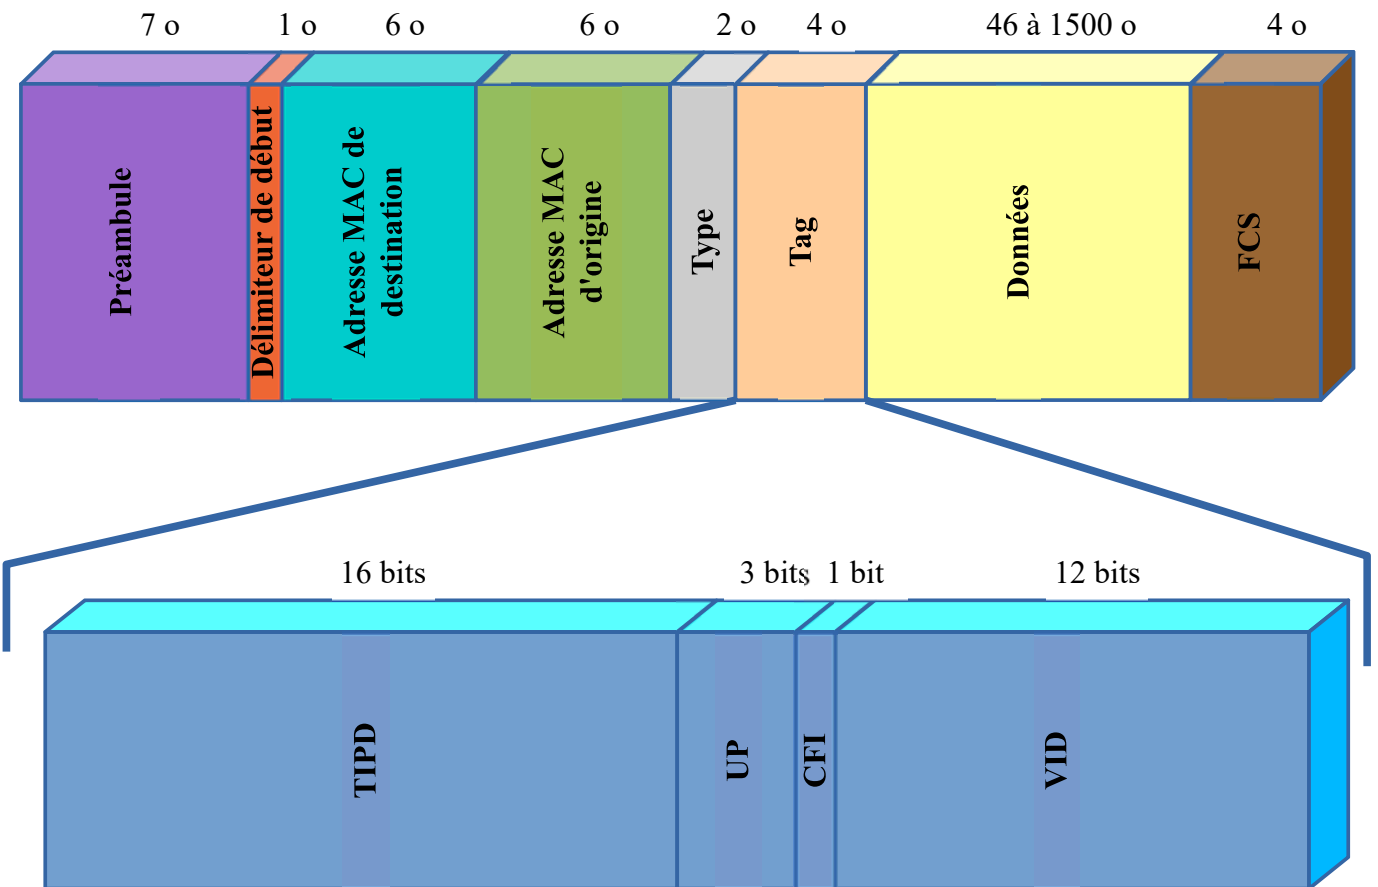 7 o 1 o 6 o 6 o 2 o 4 o 46 à 1500 o 4 o
Préambule
Délimiteur de début
Adresse MAC de
destination
Adresse MAC
d'origine
Type
Tag
Données
FCS
16 bits 3 bits 1 bit 12 bits
TIPD
UP
CFI
VID